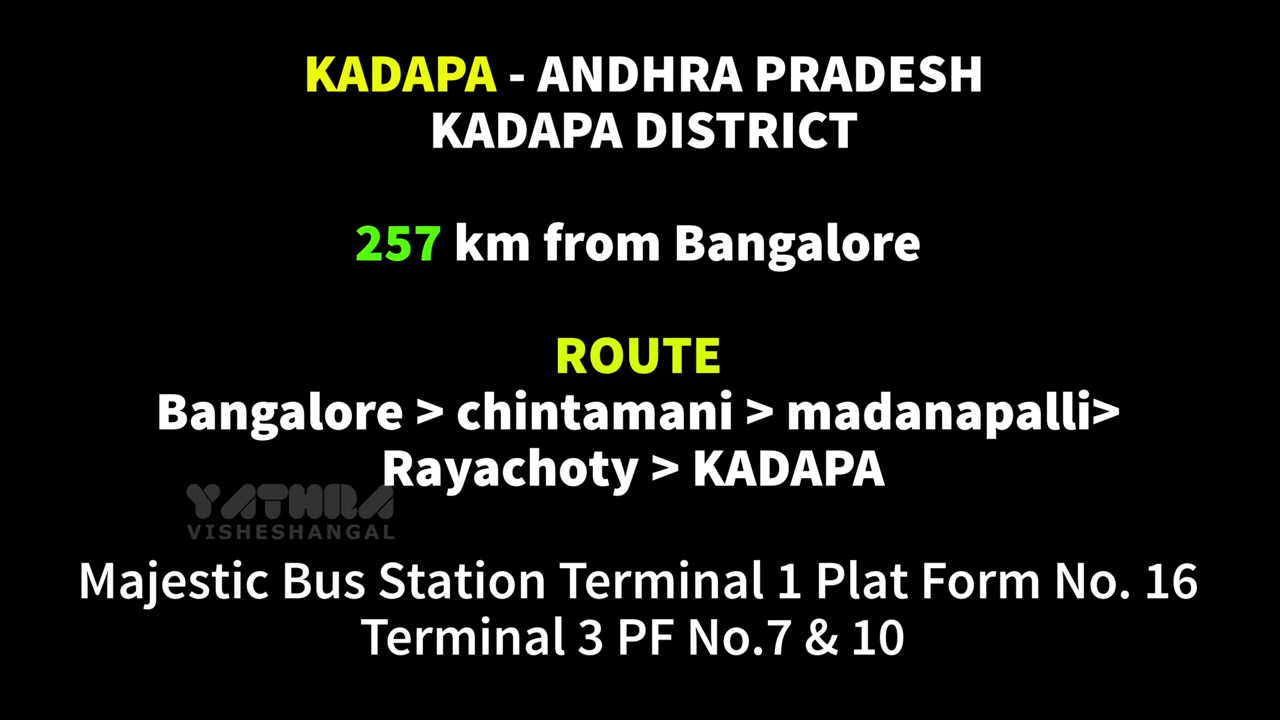 KADAPA - ANDHRA PRADESH
KADAPA DISTRICT
257 km from Bangalore
ROUTE
Bangalore > chintamani > madanapalli>
Rayachoty > KADAPA
YATHRA
VISHESHANGAL
Majestic Bus Station Terminal 1 Plat Form No. 16
Terminal 3 PF No.7 & 10